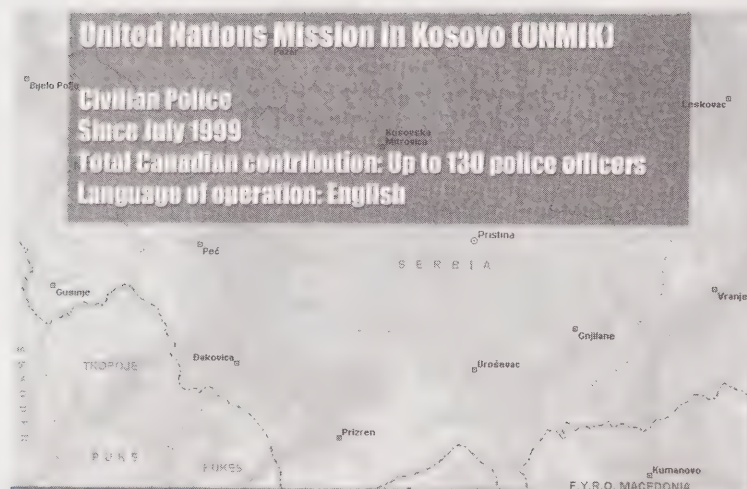 United Nations Mission in Kosovo (UNMIK)
Bijelo Polje
Civilian Police
Leskovac
Since July 1999
Kosovska
Mitrovica
Total Canadian contribution: Up to 130 police officers
Language of operation: English
Pristina
Peć
S E R B I A
Gusinje
Vranje
Gnjilane
TROPOJE
Đakovica
Uroševac
Prizren
P U K Ë
KUKËS
Kumanovo
F.Y.R.O. MACEDONIA